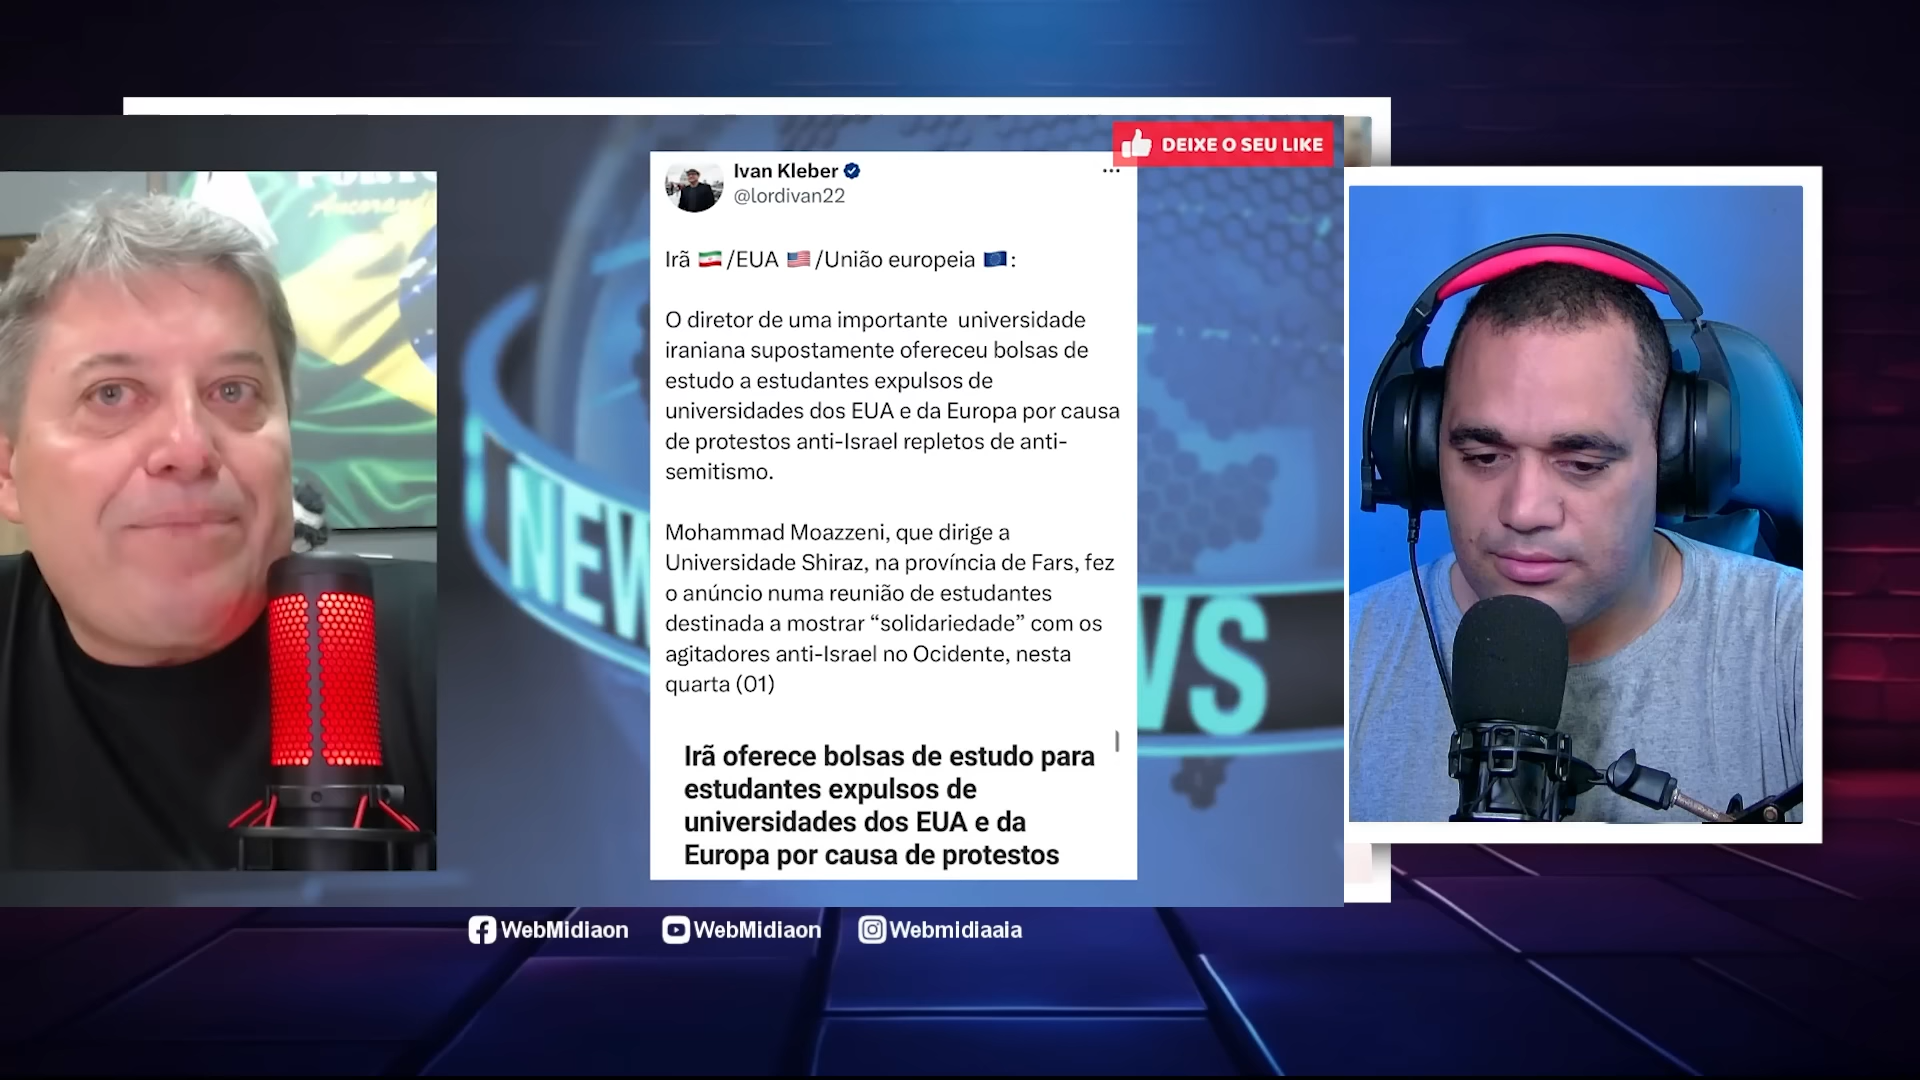 DEIXE O SEU LIKE
Ivan Kleber
@lordivan22
Irã 🇮🇷/EUA 🇺🇸/União europeia 🇪🇺:
O diretor de uma importante  universidade
iraniana supostamente ofereceu bolsas de
estudo a estudantes expulsos de
universidades dos EUA e da Europa por causa
de protestos anti-Israel repletos de anti-
semitismo.
Mohammad Moazzeni, que dirige a
Universidade Shiraz, na província de Fars, fez
o anúncio numa reunião de estudantes
destinada a mostrar “solidariedade” com os
agitadores anti-Israel no Ocidente, nesta
quarta (01)
Irã oferece bolsas de estudo para
estudantes expulsos de
universidades dos EUA e da
Europa por causa de protestos
NEW
WS
WebMidiaon
WebMidiaon
Webmidiaaia